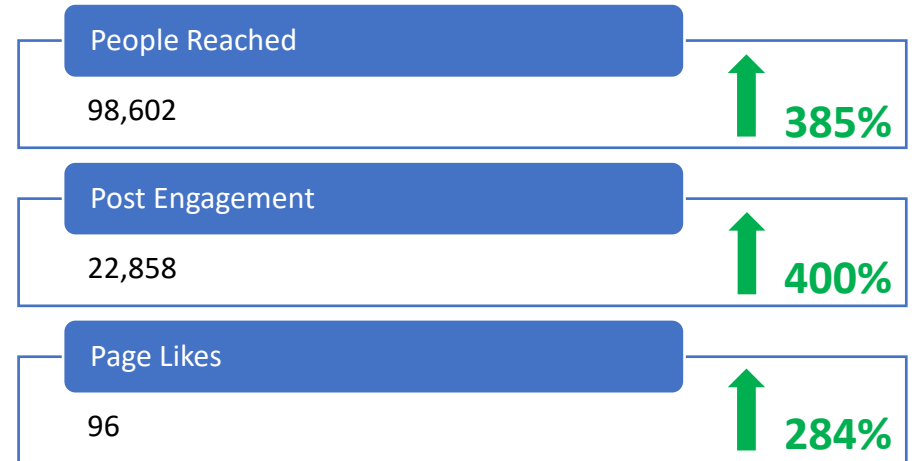 People Reached
98,602
385%
Post Engagement
22,858
400%
Page Likes
96
284%